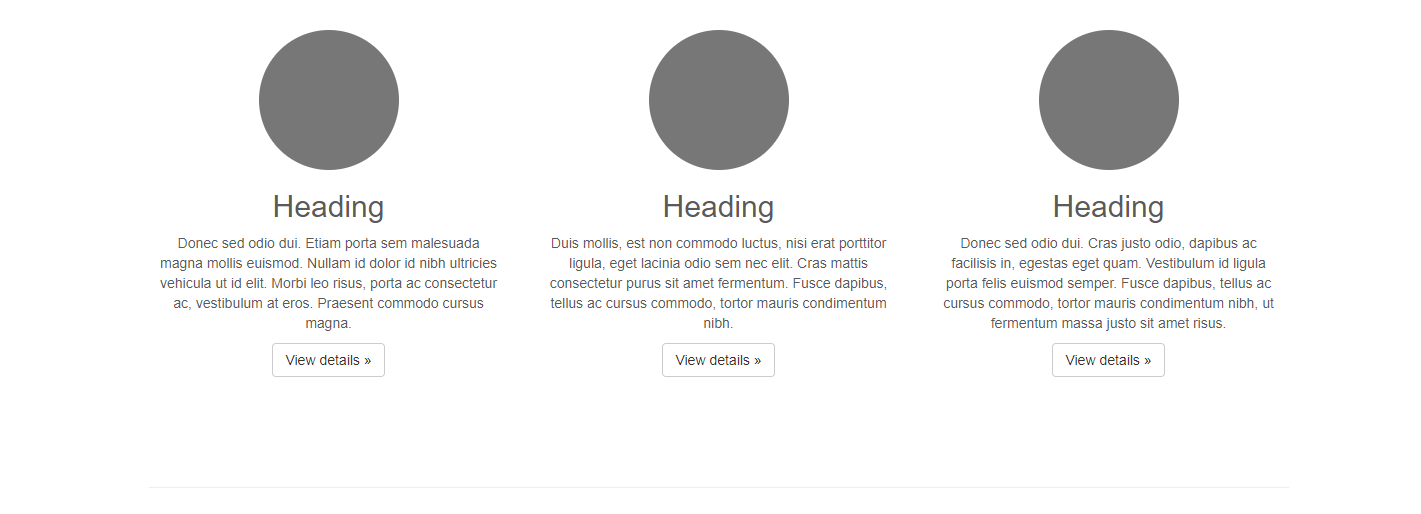 Heading
Donec sed odio dui. Etiam porta sem malesuada
magna mollis euismod. Nullam id dolor id nibh ultricies
vehicula ut id elit. Morbi leo risus, porta ac consectetur
ac, vestibulum at eros. Praesent commodo cursus
magna.
View details »
Heading
Duis mollis, est non commodo luctus, nisi erat porttitor
ligula, eget lacinia odio sem nec elit. Cras mattis
consectetur purus sit amet fermentum. Fusce dapibus,
tellus ac cursus commodo, tortor mauris condimentum
nibh.
View details »
Heading
Donec sed odio dui. Cras justo odio, dapibus ac
facilisis in, egestas eget quam. Vestibulum id ligula
porta felis euismod semper. Fusce dapibus, tellus ac
cursus commodo, tortor mauris condimentum nibh, ut
fermentum massa justo sit amet risus.
View details »